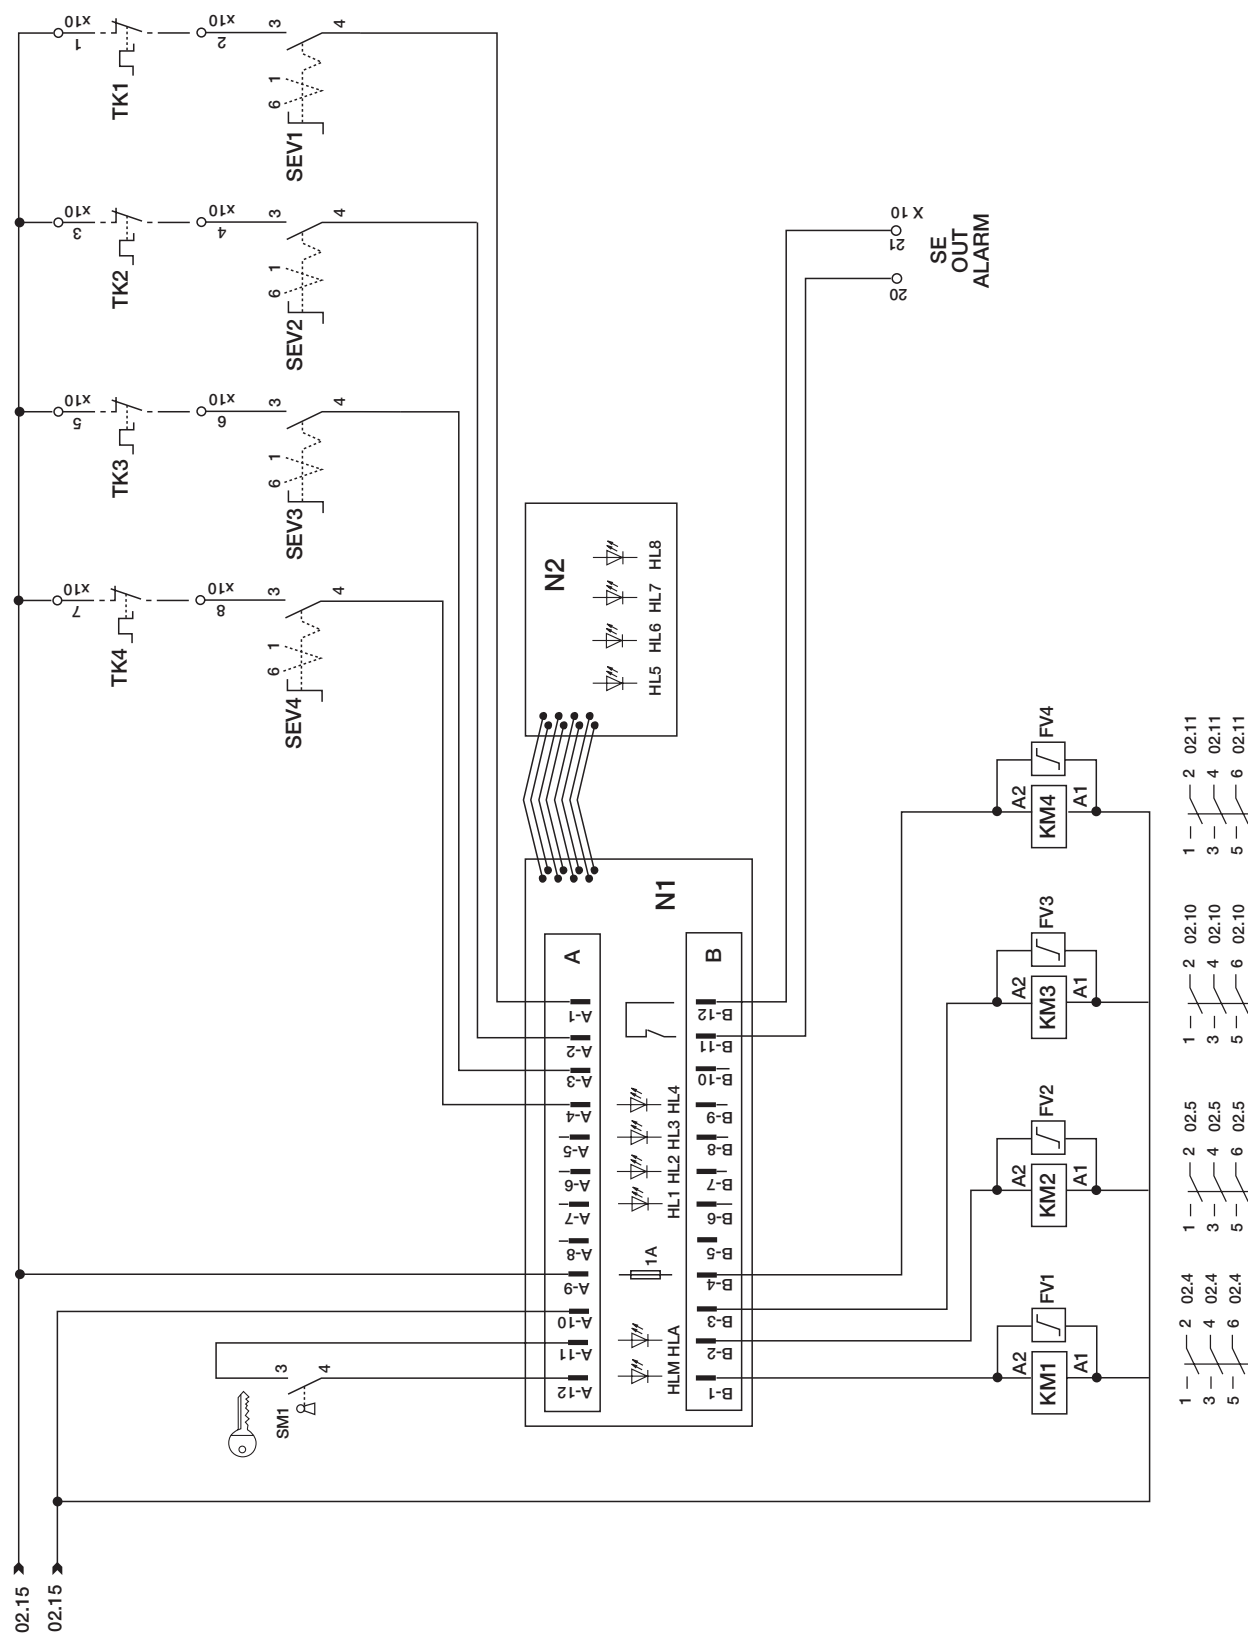 02.15
02.15
x10
1
TK1
x10
2
3
4
1
6
SEV1
x10
3
TK2
x10
4
3
4
1
6
SEV2
x10
5
TK3
x10
6
3
4
1
6
SEV3
x10
7
TK4
x10
8
3
4
1
6
SEV4
SM1
3
4
N2
HL5
HL6
HL7
HL8
N1
A
A-12
A-11
A-10
A-9
A-8
A-7
A-6
A-5
A-4
A-3
A-2
A-1
HLM
HLA
1A
HL1
HL2
HL3
HL4
B
B-1
B-2
B-3
B-4
B-5
B-6
B-7
B-8
B-9
B-10
B-11
B-12
X 10
21
20
SE
OUT
ALARM
KM1
A2
A1
FV1
KM2
A2
A1
FV2
KM3
A2
A1
FV3
KM4
A2
A1
FV4
1 2 02.4
3 4 02.4
5 6 02.4
1 2 02.5
3 4 02.5
5 6 02.5
1 2 02.10
3 4 02.10
5 6 02.10
1 2 02.11
3 4 02.11
5 6 02.11